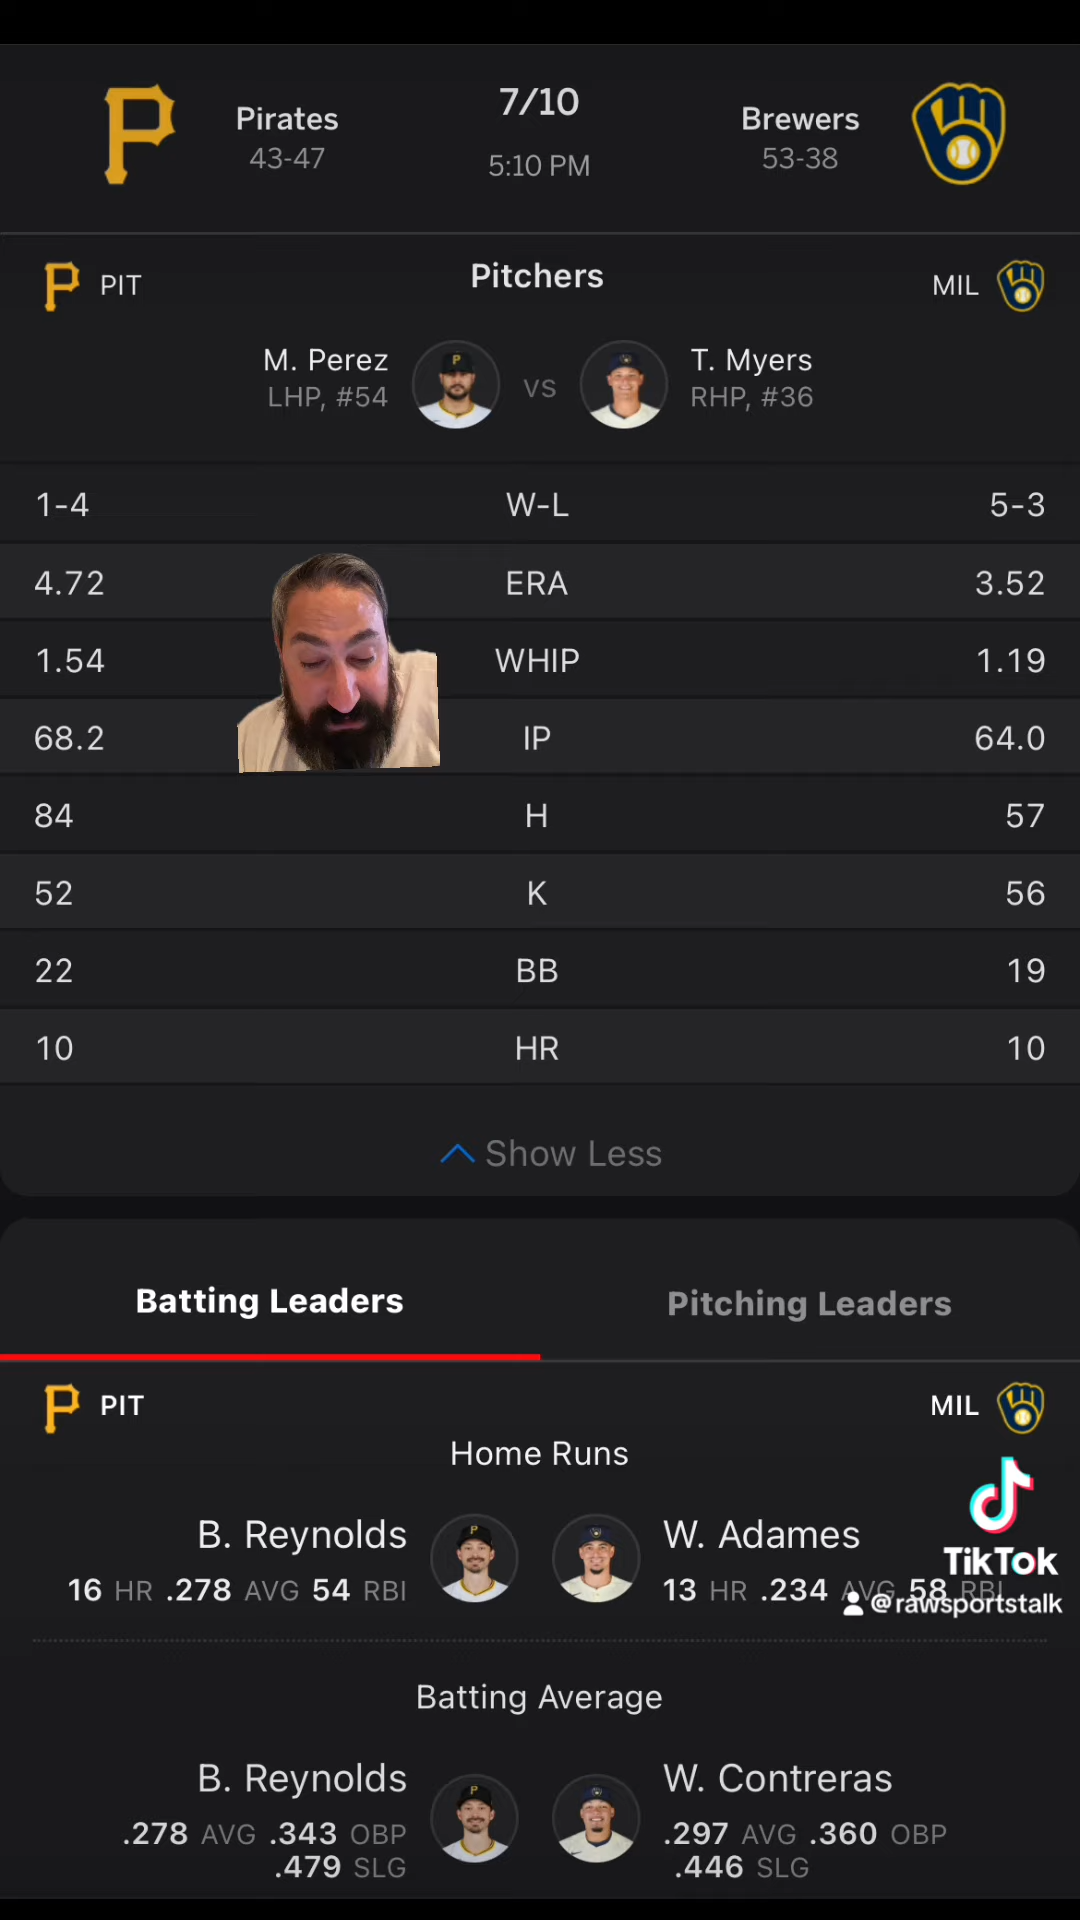 Pirates
43-47
7/10
5:10 PM
Brewers
53-38
PIT
Pitchers
MIL
M. Perez
LHP, #54
vs
T. Myers
RHP, #36
1-4 W-L 5-3
4.72 ERA 3.52
1.54 WHIP 1.19
68.2 IP 64.0
84 H 57
52 K 56
22 BB 19
10 HR 10
Show Less
Batting Leaders
Pitching Leaders
PIT
MIL
Home Runs
B. Reynolds
16 HR .278 AVG 54 RBI
W. Adames
13 HR .234 AVG 58 RBI
TikTok
@rawsportstalk
Batting Average
B. Reynolds
.278 AVG .343 OBP
.479 SLG
W. Contreras
.297 AVG .360 OBP
.446 SLG